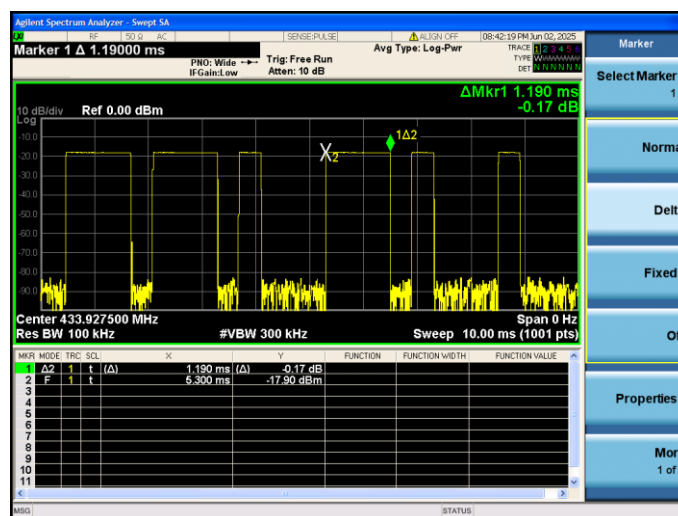 Agilent Spectrum Analyzer - Swept SA
LXI RF 50 Ω AC SENSE:PULSE ALIGN OFF 08:42:19 PM Jun 02, 2025
Marker 1 Δ 1.19000 ms
PNO: Wide
IFGain:Low
Trig: Free Run
Atten: 10 dB
Avg Type: Log-Pwr
TRACE 1 2 3 4 5 6
TYPE W
DET N N N N N N
ΔMkr1 1.190 ms
-0.17 dB
10 dB/div Ref 0.00 dBm
Log
-10.0
-20.0
-30.0
-40.0
-50.0
-60.0
-70.0
-80.0
-90.0
X2
1Δ2
Center 433.927500 MHz Span 0 Hz
Res BW 100 kHz #VBW 300 kHz Sweep 10.00 ms (1001 pts)
MKR MODE TRC SCL X Y FUNCTION FUNCTION WIDTH FUNCTION VALUE
1 Δ2 1 t (Δ) 1.190 ms (Δ) -0.17 dB
2 F 1 t 5.300 ms -17.90 dBm
3
4
5
6
7
8
9
10
11
MSG STATUS
Marker
Select Marker
1
Norma
Delt
Fixed
Of
Properties
Mor
1 of